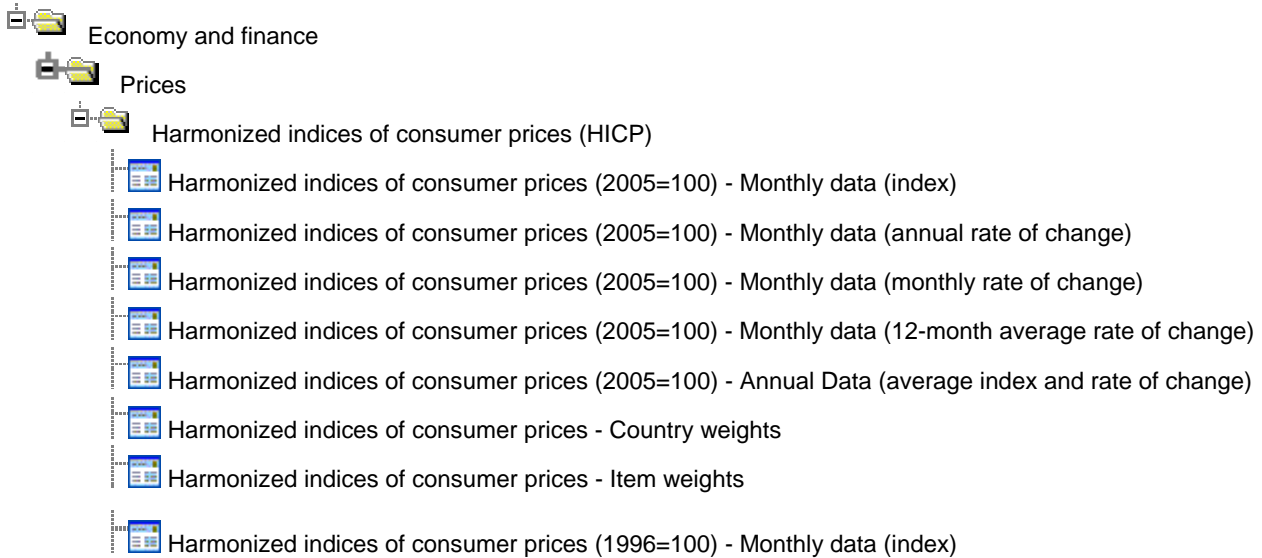 Economy and finance
Prices
Harmonized indices of consumer prices (HICP)
Harmonized indices of consumer prices (2005=100) - Monthly data (index)
Harmonized indices of consumer prices (2005=100) - Monthly data (annual rate of change)
Harmonized indices of consumer prices (2005=100) - Monthly data (monthly rate of change)
Harmonized indices of consumer prices (2005=100) - Monthly data (12-month average rate of change)
Harmonized indices of consumer prices (2005=100) - Annual Data (average index and rate of change)
Harmonized indices of consumer prices - Country weights
Harmonized indices of consumer prices - Item weights
Harmonized indices of consumer prices (1996=100) - Monthly data (index)